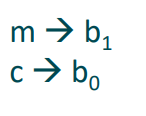 m → b₁
c → b₀